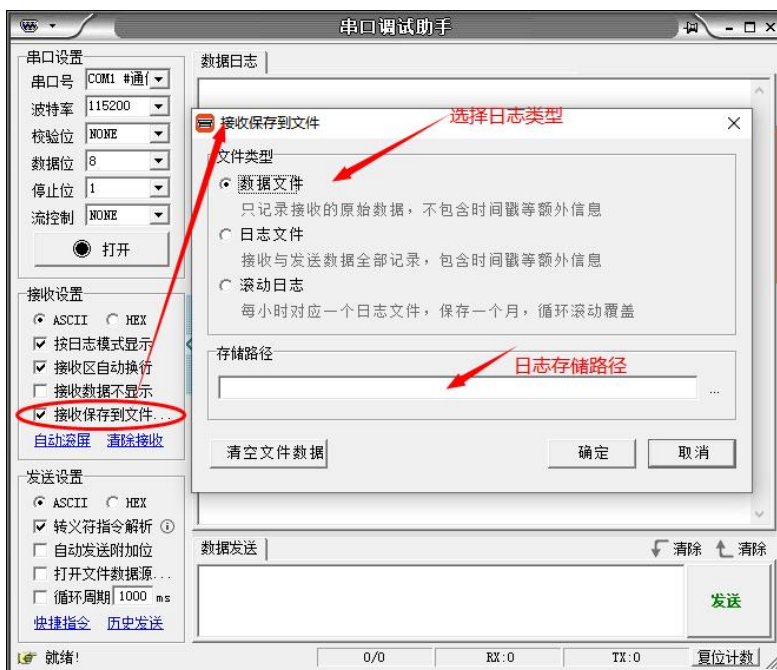 串口调试助手
串口设置
串口号 COM1 #通
波特率 115200
校验位 NONE
数据位 8
停止位 1
流控制 NONE
打开
接收设置
ASCII HEX
按日志模式显示
接收区自动换行
接收数据不显示
接收保存到文件...
自动滚屏 清除接收
发送设置
ASCII HEX
转义符指令解析
自动发送附加位
打开文件数据源...
循环周期 1000 ms
快捷指令 历史发送
数据日志
接收保存到文件
选择日志类型
文件类型
数据文件
只记录接收的原始数据，不包含时间戳等额外信息
日志文件
接收与发送数据全部记录，包含时间戳等额外信息
滚动日志
每小时对应一个日志文件，保存一个月，循环滚动覆盖
存储路径
日志存储路径
...
清空文件数据 确定 取消
数据发送 清除 清除
发送
就绪! 0/0 RX:0 TX:0 复位计数